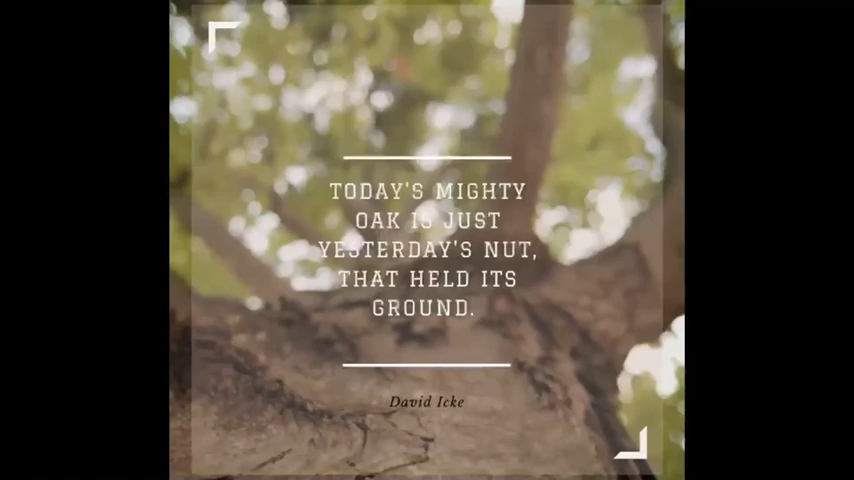 TODAY'S MIGHTY
OAK IS JUST
YESTERDAY'S NUT,
THAT HELD ITS
GROUND.
David Icke